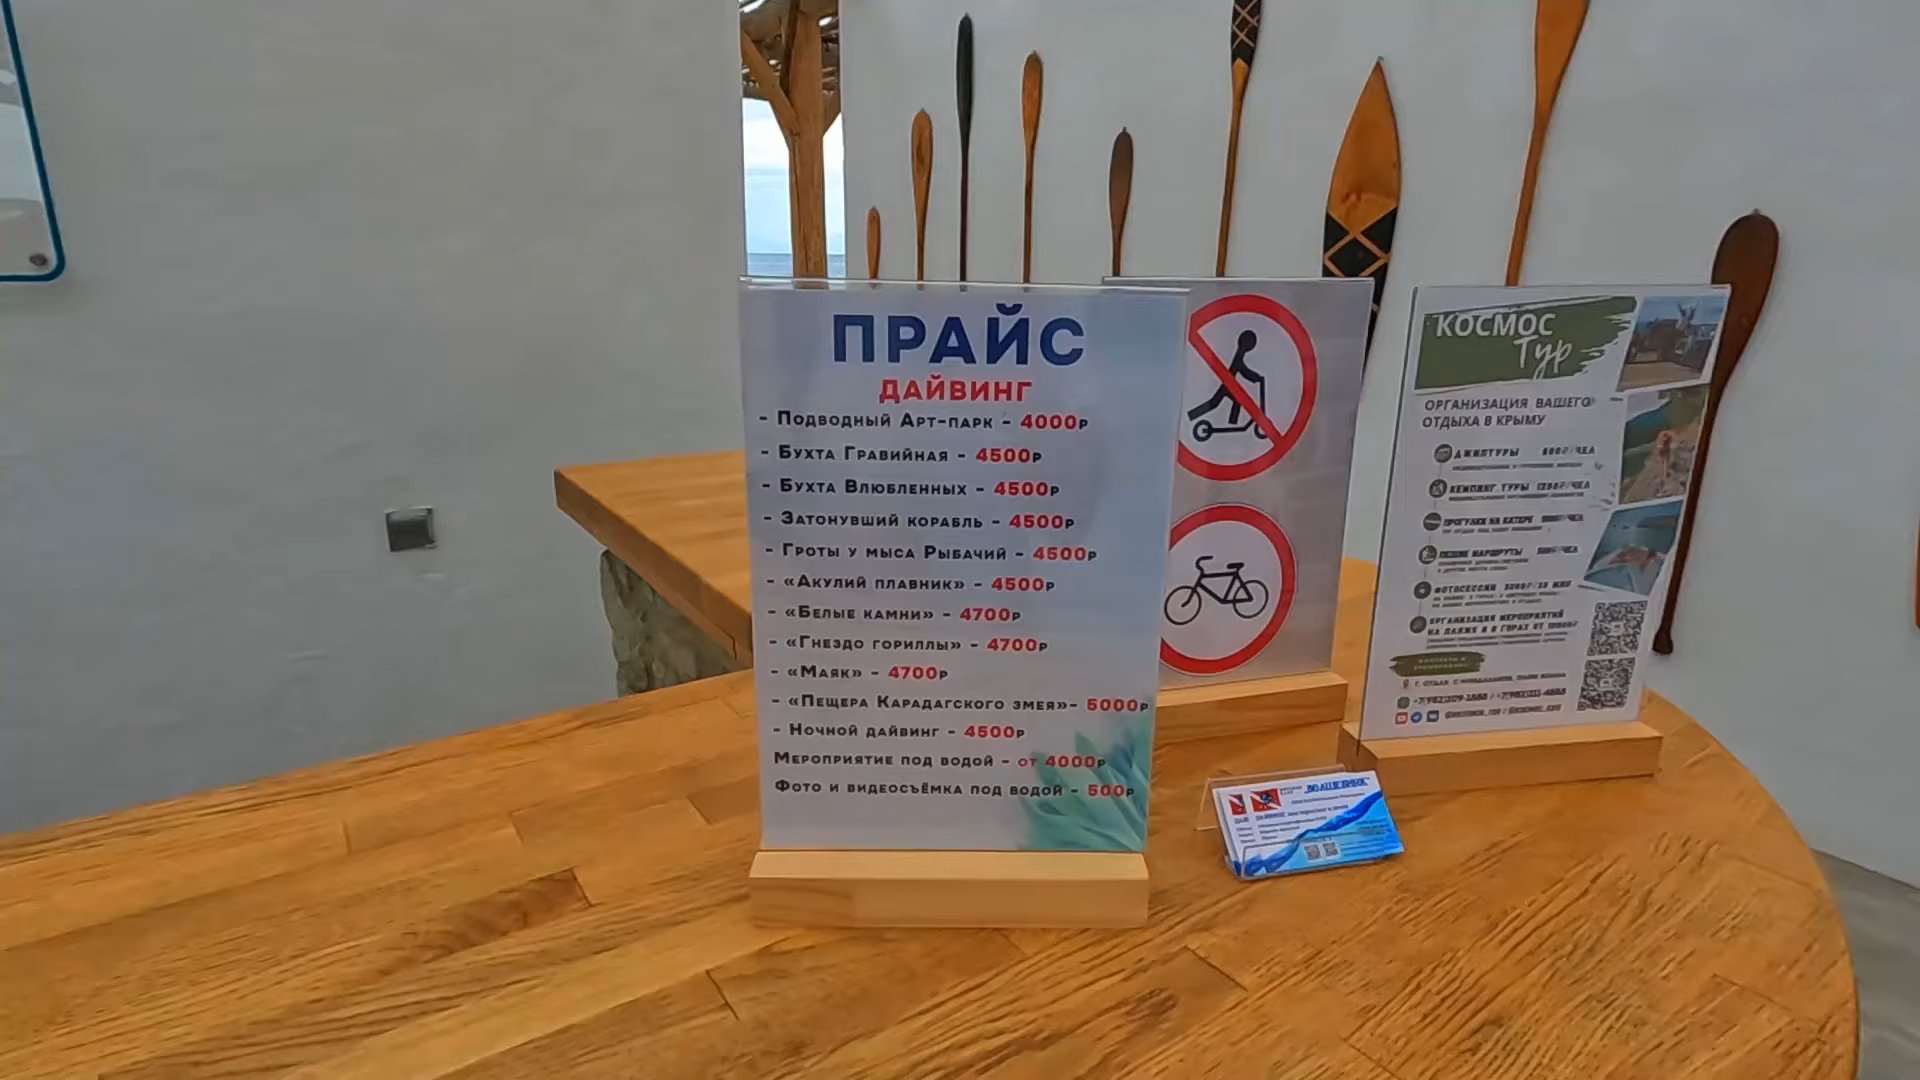 ПРАЙС
ДАЙВИНГ
- Подводный Арт-парк - 4000р
- Бухта Гравийная - 4500р
- Бухта Влюбленных - 4500р
- Затонувший корабль - 4500р
- Гроты у мыса Рыбачий - 4500р
- «Акулий плавник» - 4500р
- «Белые камни» - 4700р
- «Гнездо гориллы» - 4700р
- «Маяк» - 4700р
- «Пещера Карадагского змея»- 5000р
- Ночной дайвинг - 4500р
Мероприятие под водой - от 4000р
Фото и видеосъёмка под водой - 500р
КОСМОС
Тур
ОРГАНИЗАЦИЯ ВАШЕГО
ОТДЫХА В КРЫМУ
ДЖИПТУРЫ
КЕМПИНГ ТУРЫ
ПРОГУЛКИ НА КАТЕРЕ
ПЕШИЕ МАРШРУТЫ
ФОТОСЕССИИ
ОРГАНИЗАЦИЯ МЕРОПРИЯТИЙ
НА ПЛЯЖЕ И В ГОРАХ ОТ